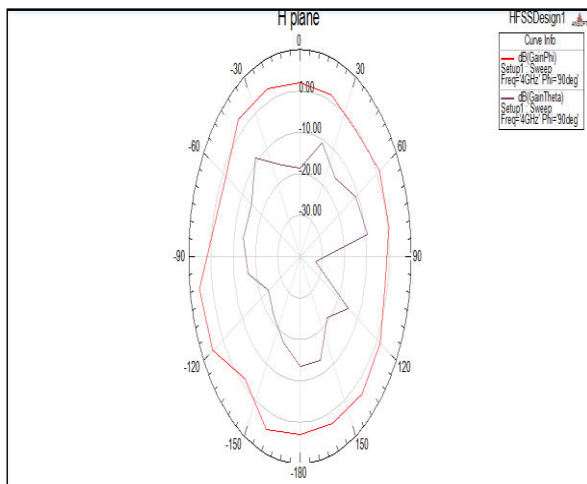 H plane
HFSSDesign1
Curve Info
dB(GainPhi)
Setup1 : Sweep
Freq='4GHz' Phi='90deg'
dB(GainTheta)
Setup1 : Sweep
Freq='4GHz' Phi='90deg'
0
-30
30
0.00
-60
-10.00
60
-20.00
-30.00
-90
90
-120
120
-150
150
-180